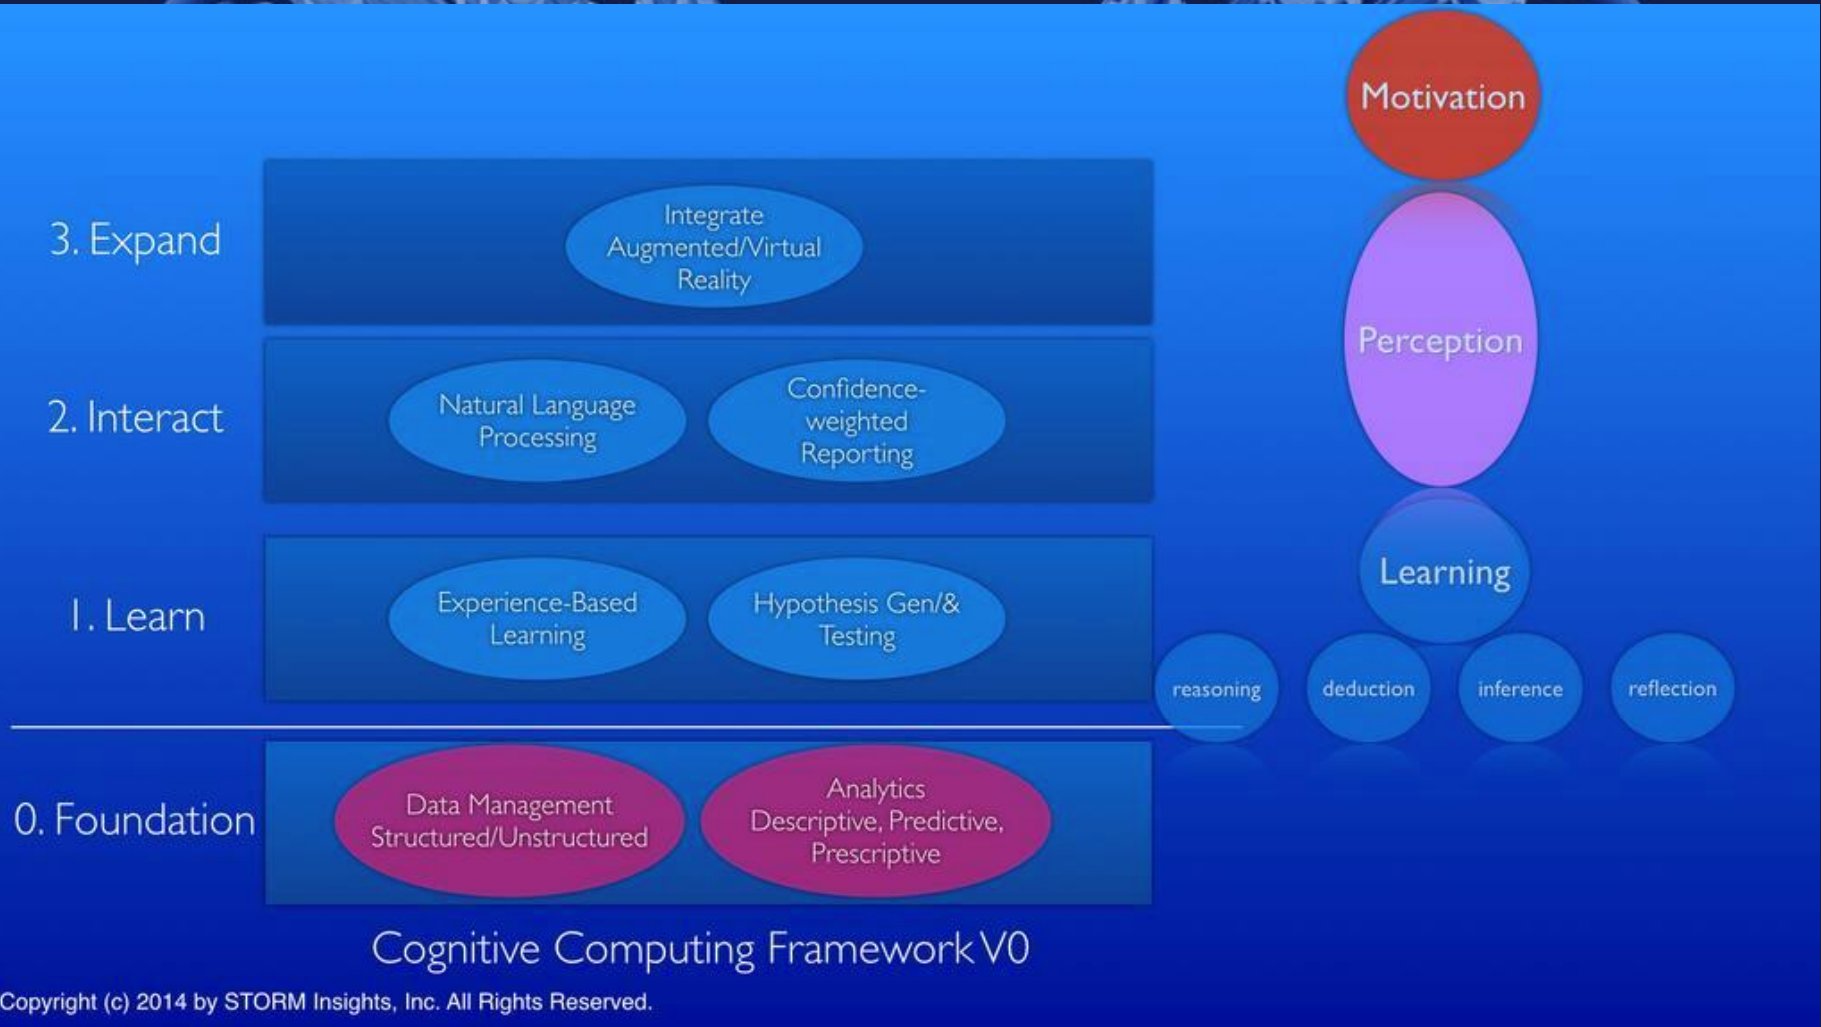 Motivation
3. Expand
Integrate
Augmented/Virtual
Reality
Perception
2. Interact
Natural Language
Processing
Confidence-
weighted
Reporting
Learning
1. Learn
Experience-Based
Learning
Hypothesis Gen/&
Testing
reasoning
deduction
inference
reflection
0. Foundation
Data Management
Structured/Unstructured
Analytics
Descriptive, Predictive,
Prescriptive
Cognitive Computing Framework V0
Copyright (c) 2014 by STORM Insights, Inc. All Rights Reserved.